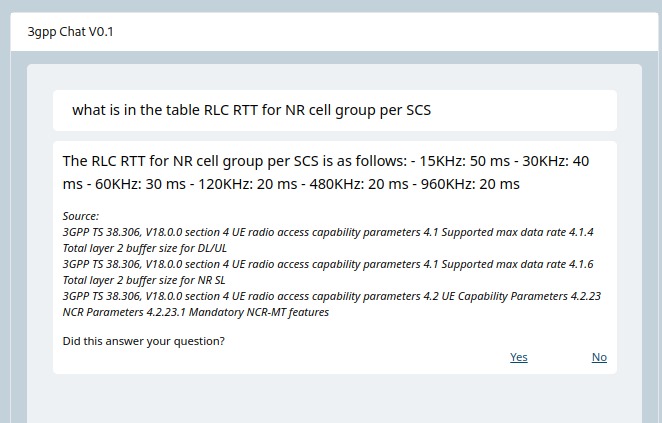 3gpp Chat V0.1
what is in the table RLC RTT for NR cell group per SCS
The RLC RTT for NR cell group per SCS is as follows: - 15KHz: 50 ms - 30KHz: 40
ms - 60KHz: 30 ms - 120KHz: 20 ms - 480KHz: 20 ms - 960KHz: 20 ms
Source:
3GPP TS 38.306, V18.0.0 section 4 UE radio access capability parameters 4.1 Supported max data rate 4.1.4
Total layer 2 buffer size for DL/UL
3GPP TS 38.306, V18.0.0 section 4 UE radio access capability parameters 4.1 Supported max data rate 4.1.6
Total layer 2 buffer size for NR SL
3GPP TS 38.306, V18.0.0 section 4 UE radio access capability parameters 4.2 UE Capability Parameters 4.2.23
NCR Parameters 4.2.23.1 Mandatory NCR-MT features
Did this answer your question?
Yes No